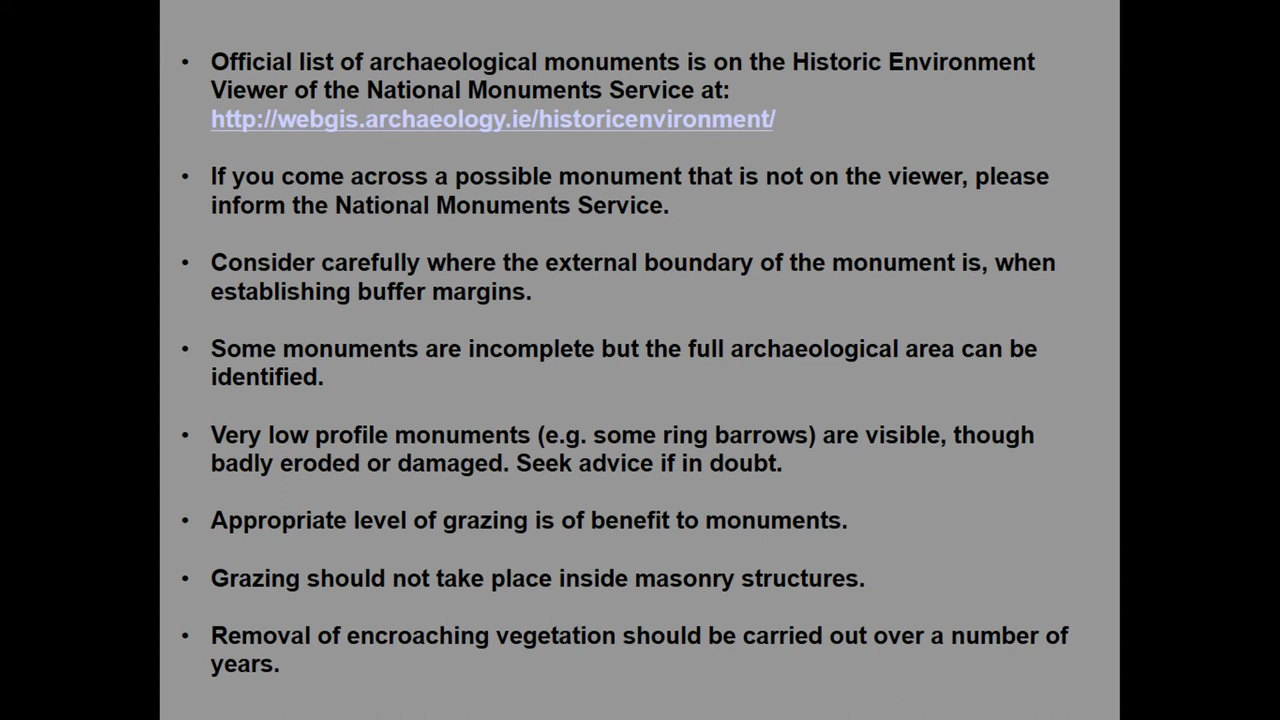 • Official list of archaeological monuments is on the Historic Environment
Viewer of the National Monuments Service at:
http://webgis.archaeology.ie/historicenvironment/
• If you come across a possible monument that is not on the viewer, please
inform the National Monuments Service.
• Consider carefully where the external boundary of the monument is, when
establishing buffer margins.
• Some monuments are incomplete but the full archaeological area can be
identified.
• Very low profile monuments (e.g. some ring barrows) are visible, though
badly eroded or damaged. Seek advice if in doubt.
• Appropriate level of grazing is of benefit to monuments.
• Grazing should not take place inside masonry structures.
• Removal of encroaching vegetation should be carried out over a number of
years.